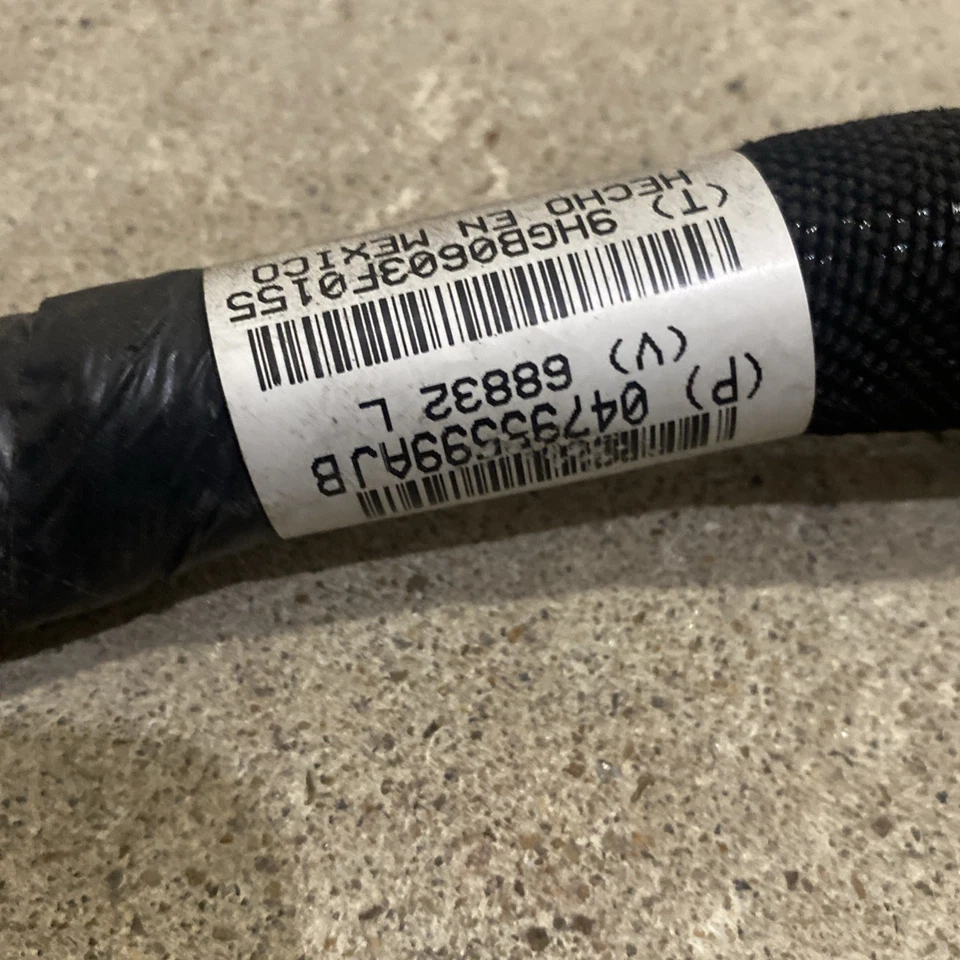 (P) 04795599AJB
(V) 68832 L
(T) 9HGB0603F0155
HECHO EN MEXICO